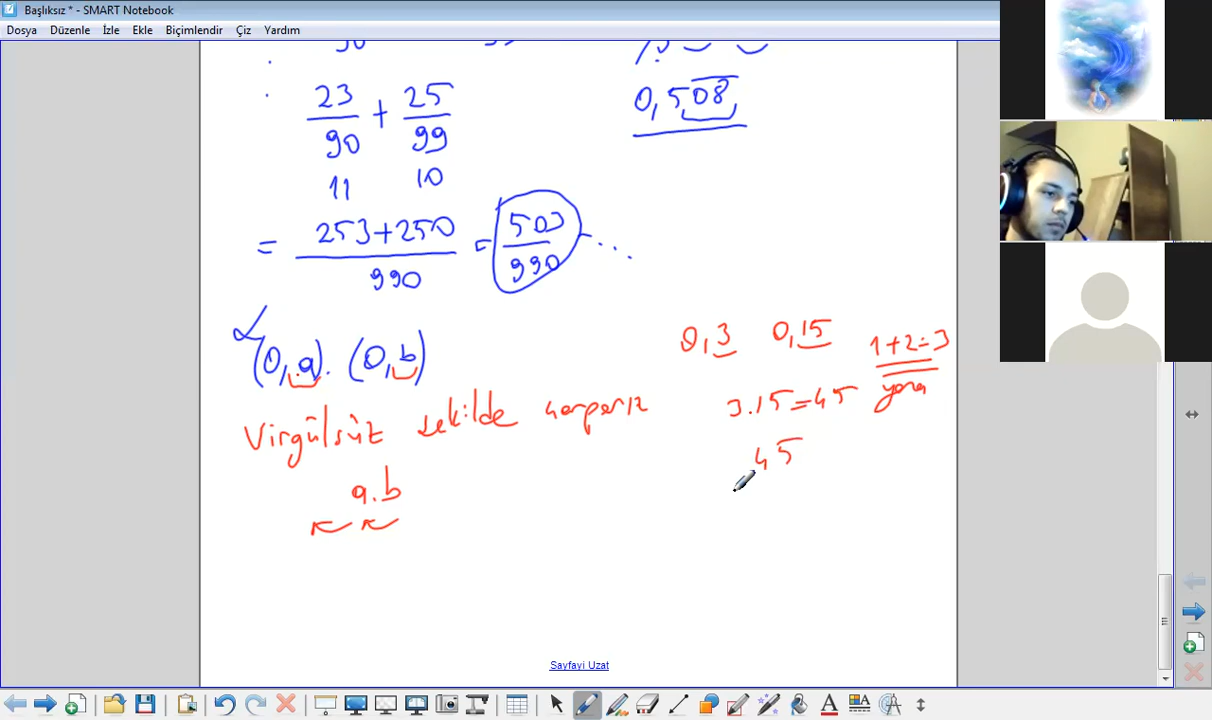 Başlıksız * - SMART Notebook
Dosya Düzenle İzle Ekle Biçimlendir Çiz Yardım
0,508
23/90 + 25/99
11 10
= 253+250/990 = 503/990 ...
(0,a).(0,b)
0,3 0,15 1+2=3
Virgülsüz şekilde çarparız
3.15=45
45
a.b
Sayfayi Uzat